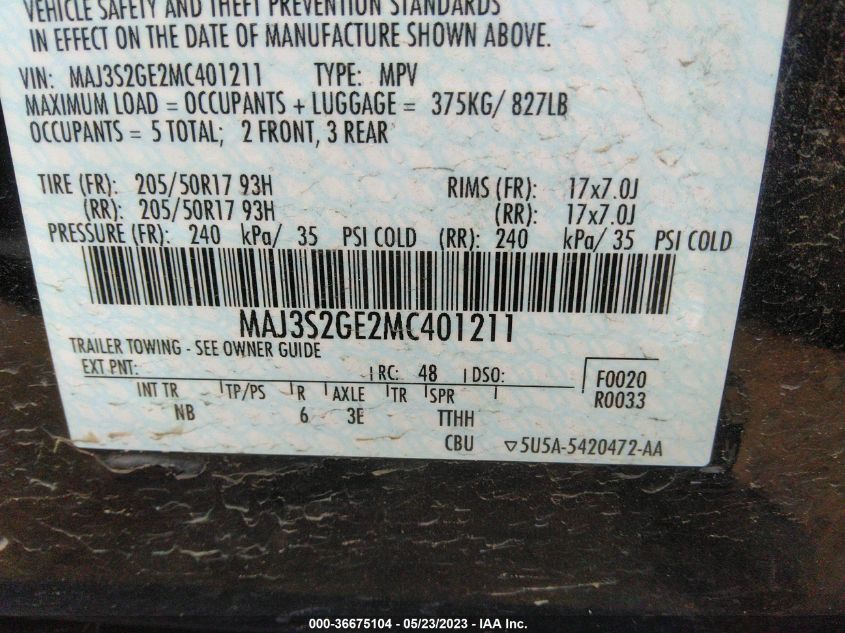 VEHICLE SAFETY AND THEFT PREVENTION STANDARDS
IN EFFECT ON THE DATE OF MANUFACTURE SHOWN ABOVE.
VIN: MAJ3S2GE2MC401211 TYPE: MPV
MAXIMUM LOAD = OCCUPANTS + LUGGAGE = 375KG/ 827LB
OCCUPANTS = 5 TOTAL; 2 FRONT, 3 REAR
TIRE (FR): 205/50R17 93H RIMS (FR): 17x7.0J
(RR): 205/50R17 93H (RR): 17x7.0J
PRESSURE (FR): 240 kPa/ 35 PSI COLD (RR): 240 kPa/ 35 PSI COLD
MAJ3S2GE2MC401211
TRAILER TOWING - SEE OWNER GUIDE
EXT PNT: RC: 48 DSO:
INT TR TP/PS R AXLE TR SPR
NB 6 3E TTHH
F0020
R0033
CBU ▽5U5A-5420472-AA
000-36675104 - 05/23/2023 - IAA Inc.